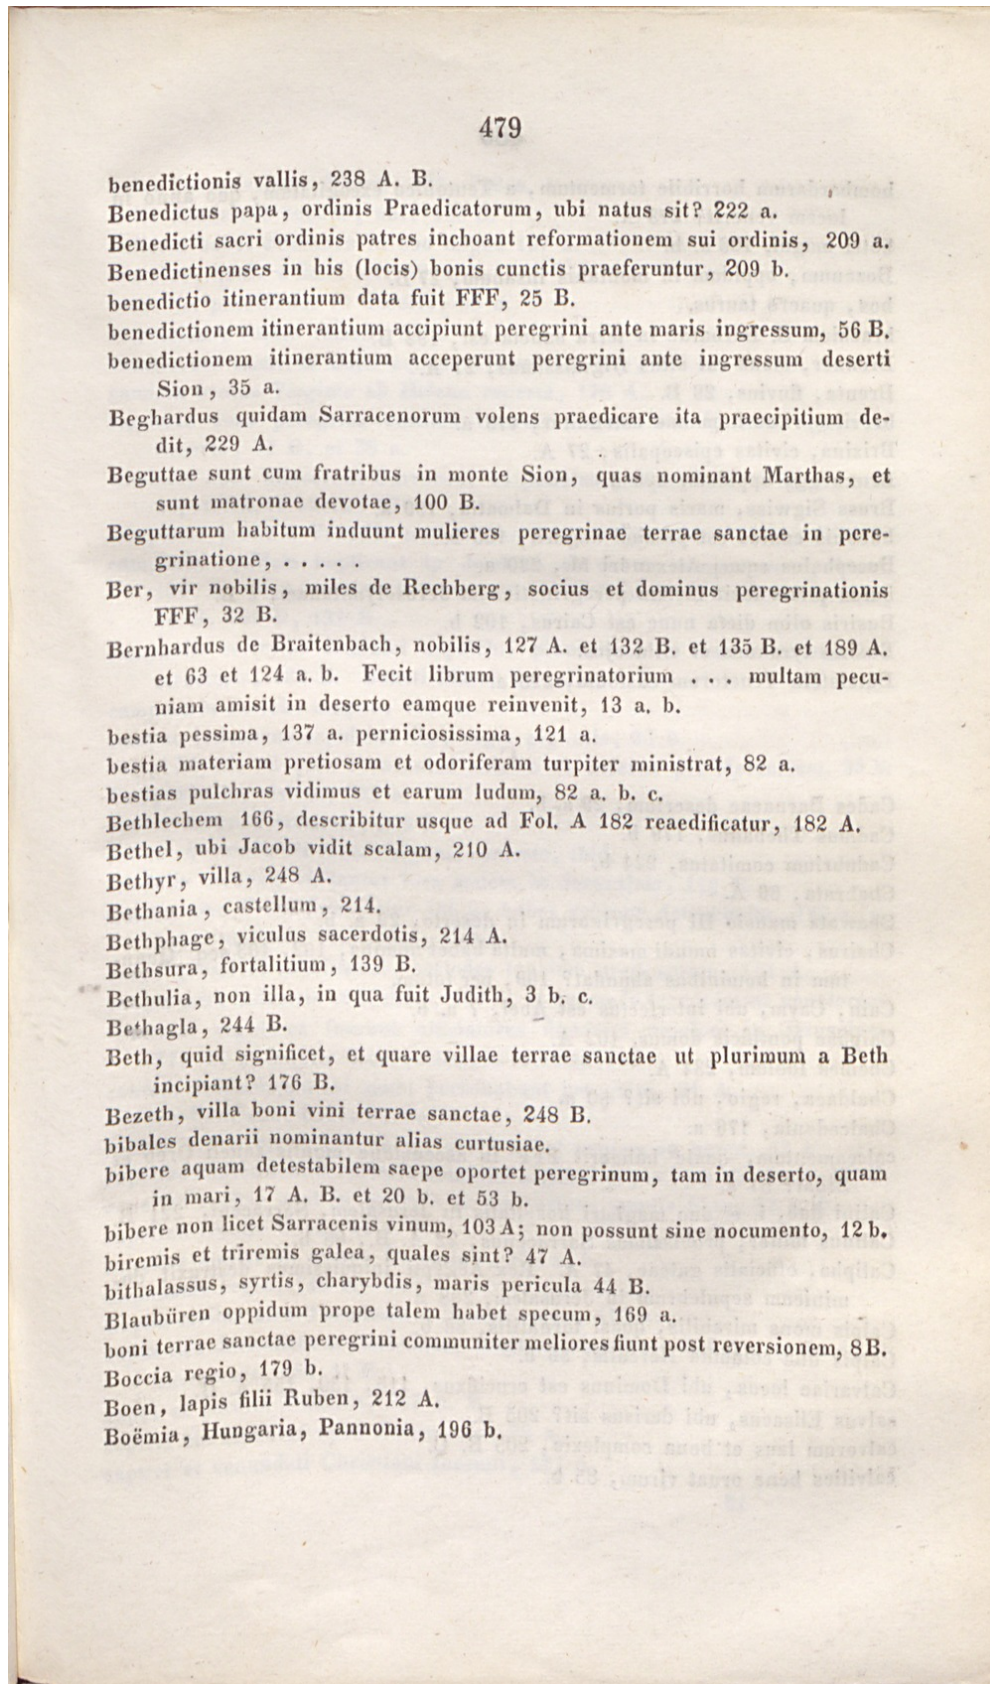 479
benedictionis vallis, 238 A. B.
Benedictus papa, ordinis Praedicatorum, ubi natus sit? 222 a.
Benedicti sacri ordinis patres inchoant reformationem sui ordinis, 209 a.
Benedictinenses in his (locis) bonis cunctis praeferuntur, 209 b.
benedictio itinerantium data fuit FFF, 25 B.
benedictionem itinerantium accipiunt peregrini ante maris ingressum, 56 B.
benedictionem itinerantium acceperunt peregrini ante ingressum deserti
Sion, 35 a.
Beghardus quidam Sarracenorum volens praedicare ita praecipitium de-
dit, 229 A.
Beguttae sunt cum fratribus in monte Sion, quas nominant Marthas, et
sunt matronae devotae, 100 B.
Beguttarum habitum induunt mulieres peregrinae terrae sanctae in pere-
grinatione, . . . . .
Ber, vir nobilis, miles de Rechberg, socius et dominus peregrinationis
FFF, 32 B.
Bernhardus de Braitenbach, nobilis, 127 A. et 132 B. et 135 B. et 189 A.
et 63 et 124 a. b. Fecit librum peregrinatorium . . . multam pecu-
niam amisit in deserto eamque reinvenit, 13 a. b.
bestia pessima, 137 a. perniciosissima, 121 a.
bestia materiam pretiosam et odoriferam turpiter ministrat, 82 a.
bestias pulchras vidimus et earum ludum, 82 a. b. c.
Bethlechem 166, describitur usque ad Fol. A 182 reaedificatur, 182 A.
Bethel, ubi Jacob vidit scalam, 210 A.
Bethyr, villa, 248 A.
Bethania, castellum, 214.
Bethphage, viculus sacerdotis, 214 A.
Bethsura, fortalitium, 139 B.
Bethulia, non illa, in qua fuit Judith, 3 b. c.
Bethagla, 244 B.
Beth, quid significet, et quare villae terrae sanctae ut plurimum a Beth
incipiant? 176 B.
Bezeth, villa boni vini terrae sanctae, 248 B.
bibales denarii nominantur alias curtusiae.
bibere aquam detestabilem saepe oportet peregrinum, tam in deserto, quam
in mari, 17 A. B. et 20 b. et 53 b.
bibere non licet Sarracenis vinum, 103 A; non possunt sine nocumento, 12 b.
biremis et triremis galea, quales sint? 47 A.
bithalassus, syrtis, charybdis, maris pericula 44 B.
Blaubüren oppidum prope talem habet specum, 169 a.
boni terrae sanctae peregrini communiter meliores fiunt post reversionem, 8 B.
Boccia regio, 179 b.
Boen, lapis filii Ruben, 212 A.
Boëmia, Hungaria, Pannonia, 196 b.